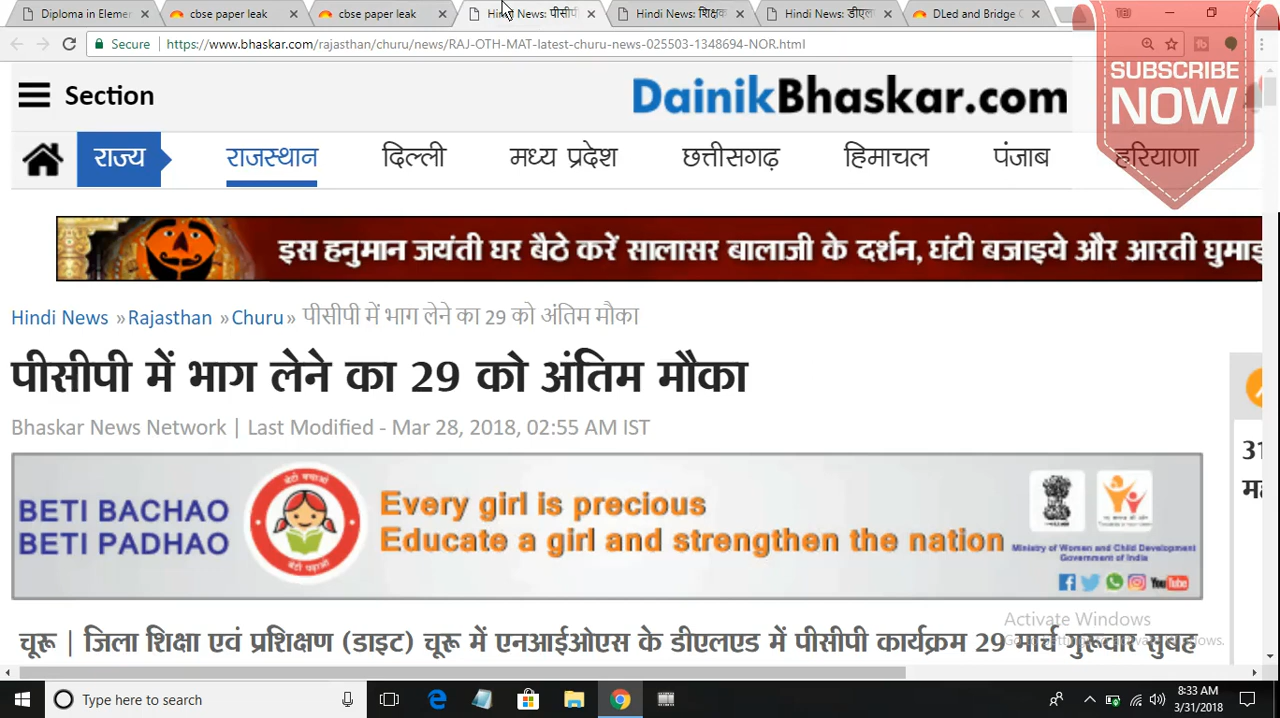 Diploma in Elemer
cbse paper leak
cbse paper leak
Hindi News: पीसीपी
Hindi News: शिक्षक
Hindi News: डीएल
DLed and Bridge C
Secure
https://www.bhaskar.com/rajasthan/churu/news/RAJ-OTH-MAT-latest-churu-news-025503-1348694-NOR.html
SUBSCRIBE
NOW
Section
DainikBhaskar.com
राज्य
राजस्थान
दिल्ली
मध्य प्रदेश
छत्तीसगढ़
हिमाचल
पंजाब
हरियाणा
इस हनुमान जयंती घर बैठे करें सालासर बालाजी के दर्शन, घंटी बजाइये और आरती घुमाइ
Hindi News »Rajasthan »Churu» पीसीपी में भाग लेने का 29 को अंतिम मौका
पीसीपी में भाग लेने का 29 को अंतिम मौका
Bhaskar News Network | Last Modified - Mar 28, 2018, 02:55 AM IST
31
BETI BACHAO
BETI PADHAO
Every girl is precious
Educate a girl and strengthen the nation
Ministry of Women and Child Development
Government of India
You Tube
Activate Windows
चूरू | जिला शिक्षा एवं प्रशिक्षण (डाइट) चूरू में एनआईओएस के डीएलएड में पीसीपी कार्यक्रम 29 मार्च गुरूवार सुबह
Type here to search
8:33 AM
3/31/2018